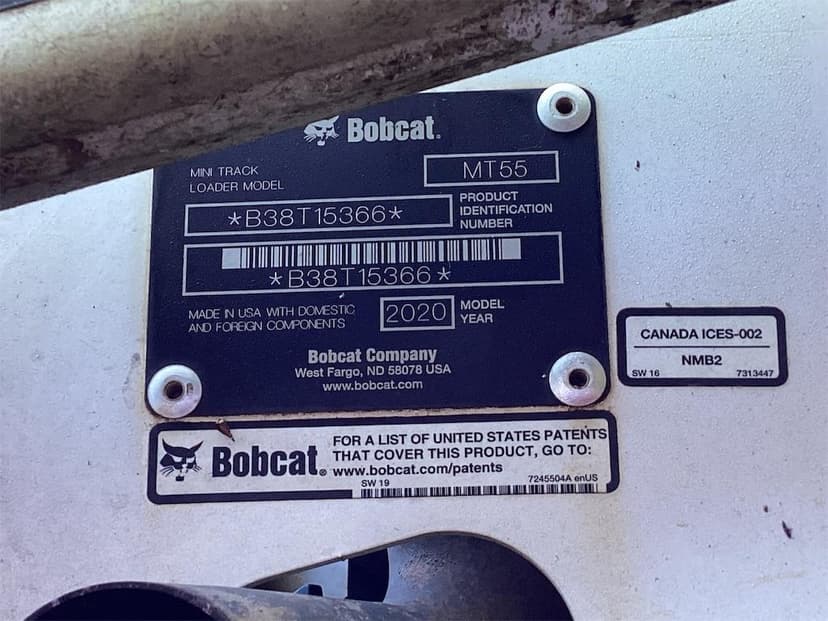 Bobcat®
MINI TRACK
LOADER MODEL
MT55
*B38T15366*
PRODUCT
IDENTIFICATION
NUMBER
*B38T15366*
MADE IN USA WITH DOMESTIC
AND FOREIGN COMPONENTS
2020
MODEL
YEAR
Bobcat Company
West Fargo, ND 58078 USA
www.bobcat.com
CANADA ICES-002
NMB2
SW 16 7313447
Bobcat®
FOR A LIST OF UNITED STATES PATENTS
THAT COVER THIS PRODUCT, GO TO:
www.bobcat.com/patents
SW 19 7245504A enUS